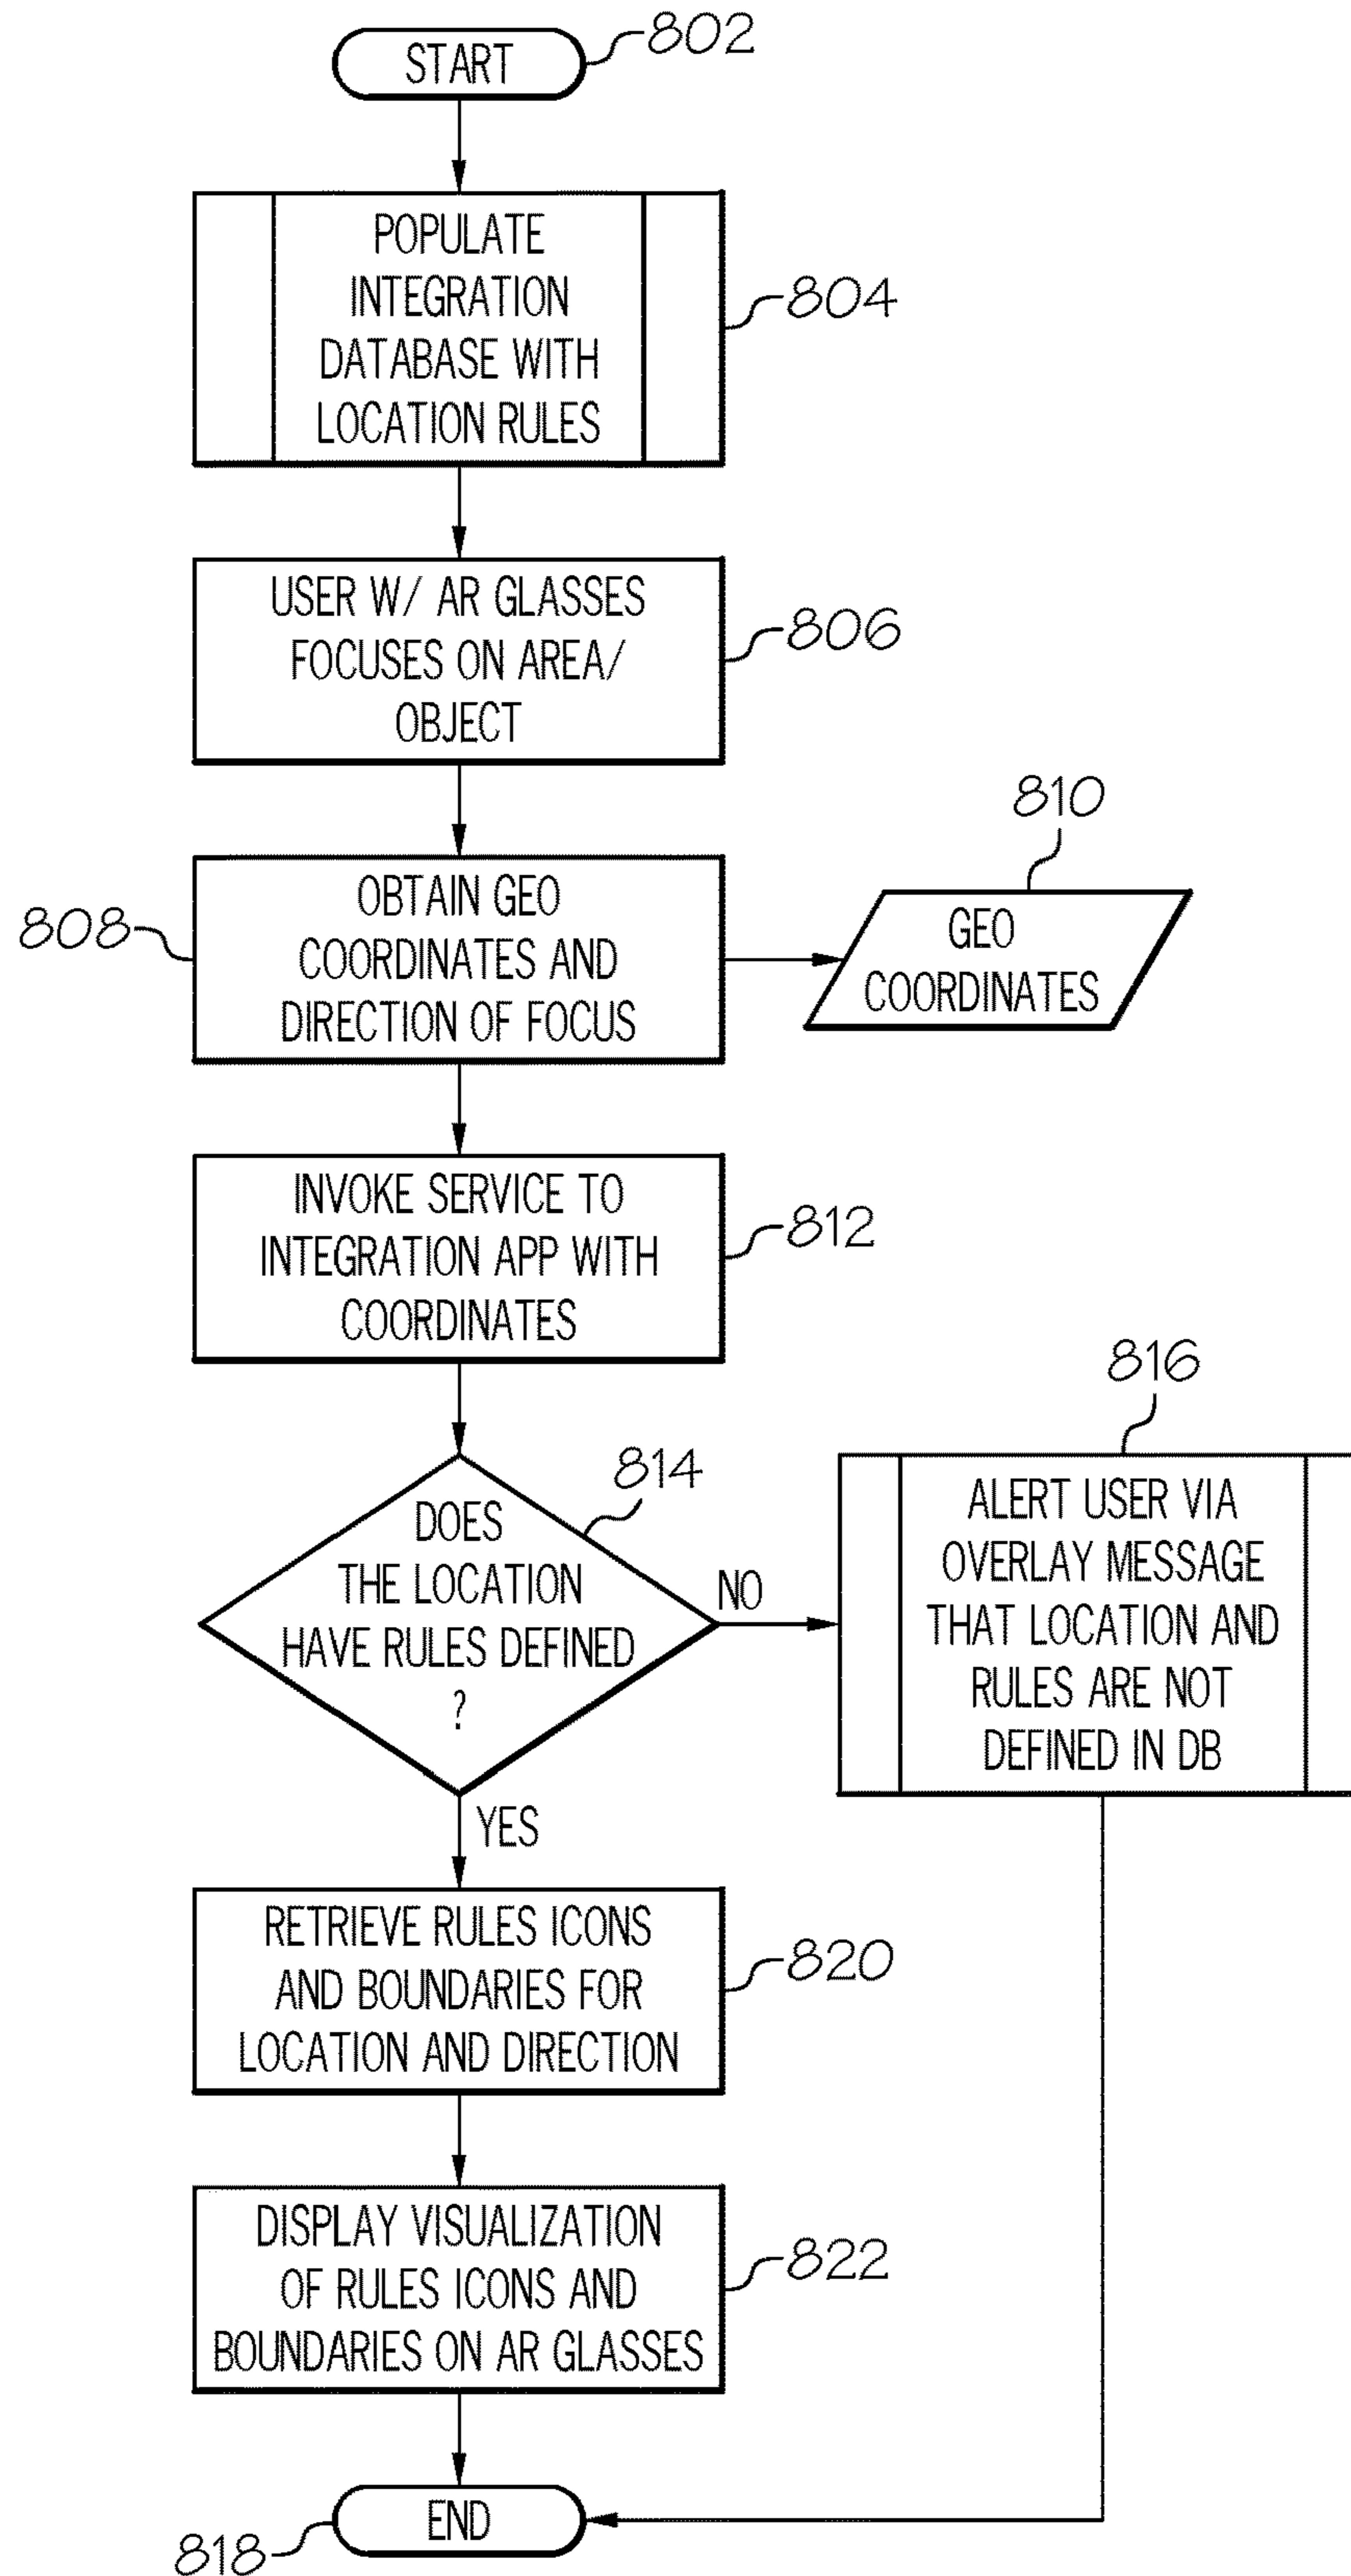 START
802
POPULATE
INTEGRATION
DATABASE WITH
LOCATION RULES
804
USER W/ AR GLASSES
FOCUSES ON AREA/
OBJECT
806
808
OBTAIN GEO
COORDINATES AND
DIRECTION OF FOCUS
810
GEO
COORDINATES
INVOKE SERVICE TO
INTEGRATION APP WITH
COORDINATES
812
DOES
THE LOCATION
HAVE RULES DEFINED
?
814
NO
816
ALERT USER VIA
OVERLAY MESSAGE
THAT LOCATION AND
RULES ARE NOT
DEFINED IN DB
YES
RETRIEVE RULES ICONS
AND BOUNDARIES FOR
LOCATION AND DIRECTION
820
DISPLAY VISUALIZATION
OF RULES ICONS AND
BOUNDARIES ON AR GLASSES
822
END
818